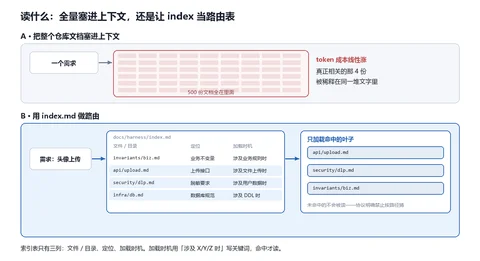 读什么：全量塞进上下文，还是让 index 当路由表
A · 把整个仓库文档塞进上下文
一个需求
500 份文档全在里面
token 成本线性涨
真正相关的那 4 份
被稀释在同一堆文字里
B · 用 index.md 做路由
需求：头像上传
docs/harness/index.md
文件 / 目录 定位 加载时机
invariants/biz.md 业务不变量 涉及业务规则时
api/upload.md 上传接口 涉及文件上传时
security/dlp.md 脱敏要求 涉及用户数据时
infra/db.md 数据库规范 涉及 DDL 时
只加载命中的叶子
api/upload.md
security/dlp.md
invariants/biz.md
未命中的不会被读
索引表只有三列：文件 / 目录、定位、加载时机。加载时机用「涉及 X/Y/Z 时」写关键词，命中才读。